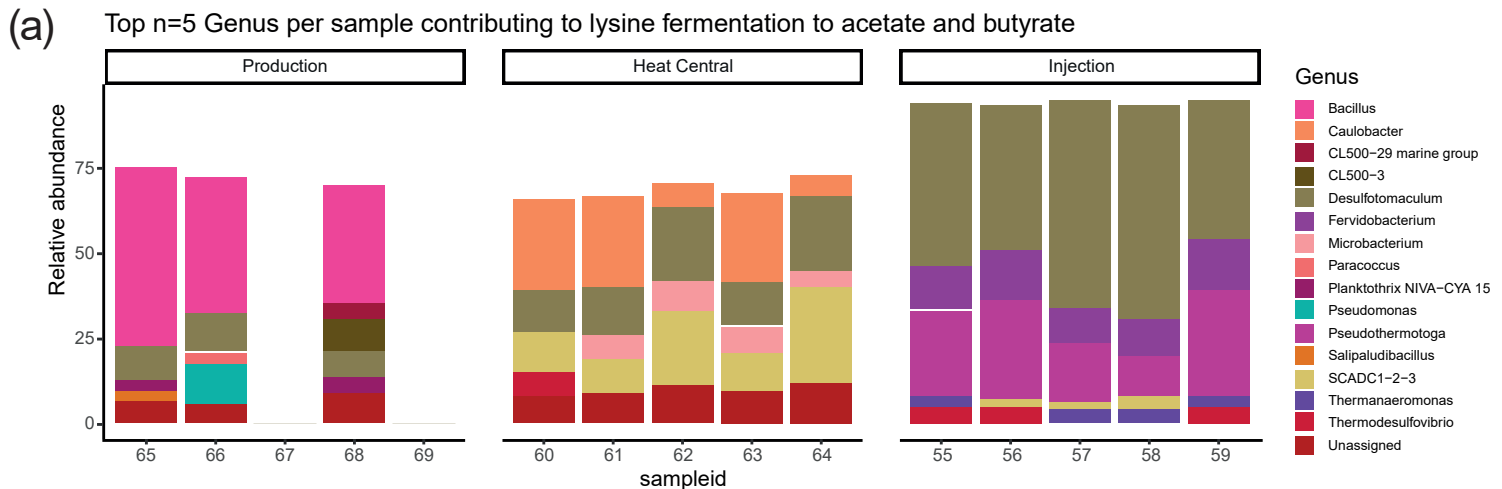 (a)
Top n=5 Genus per sample contributing to lysine fermentation to acetate and butyrate
Production
Heat Central
Injection
Relative abundance
75
50
25
0
65 66 67 68 69
60 61 62 63 64
55 56 57 58 59
sampleid
Genus
Bacillus
Caulobacter
CL500−29 marine group
CL500−3
Desulfotomaculum
Fervidobacterium
Microbacterium
Paracoccus
Planktothrix NIVA−CYA 15
Pseudomonas
Pseudothermotoga
Salipaludibacillus
SCADC1−2−3
Thermanaeromonas
Thermodesulfovibrio
Unassigned